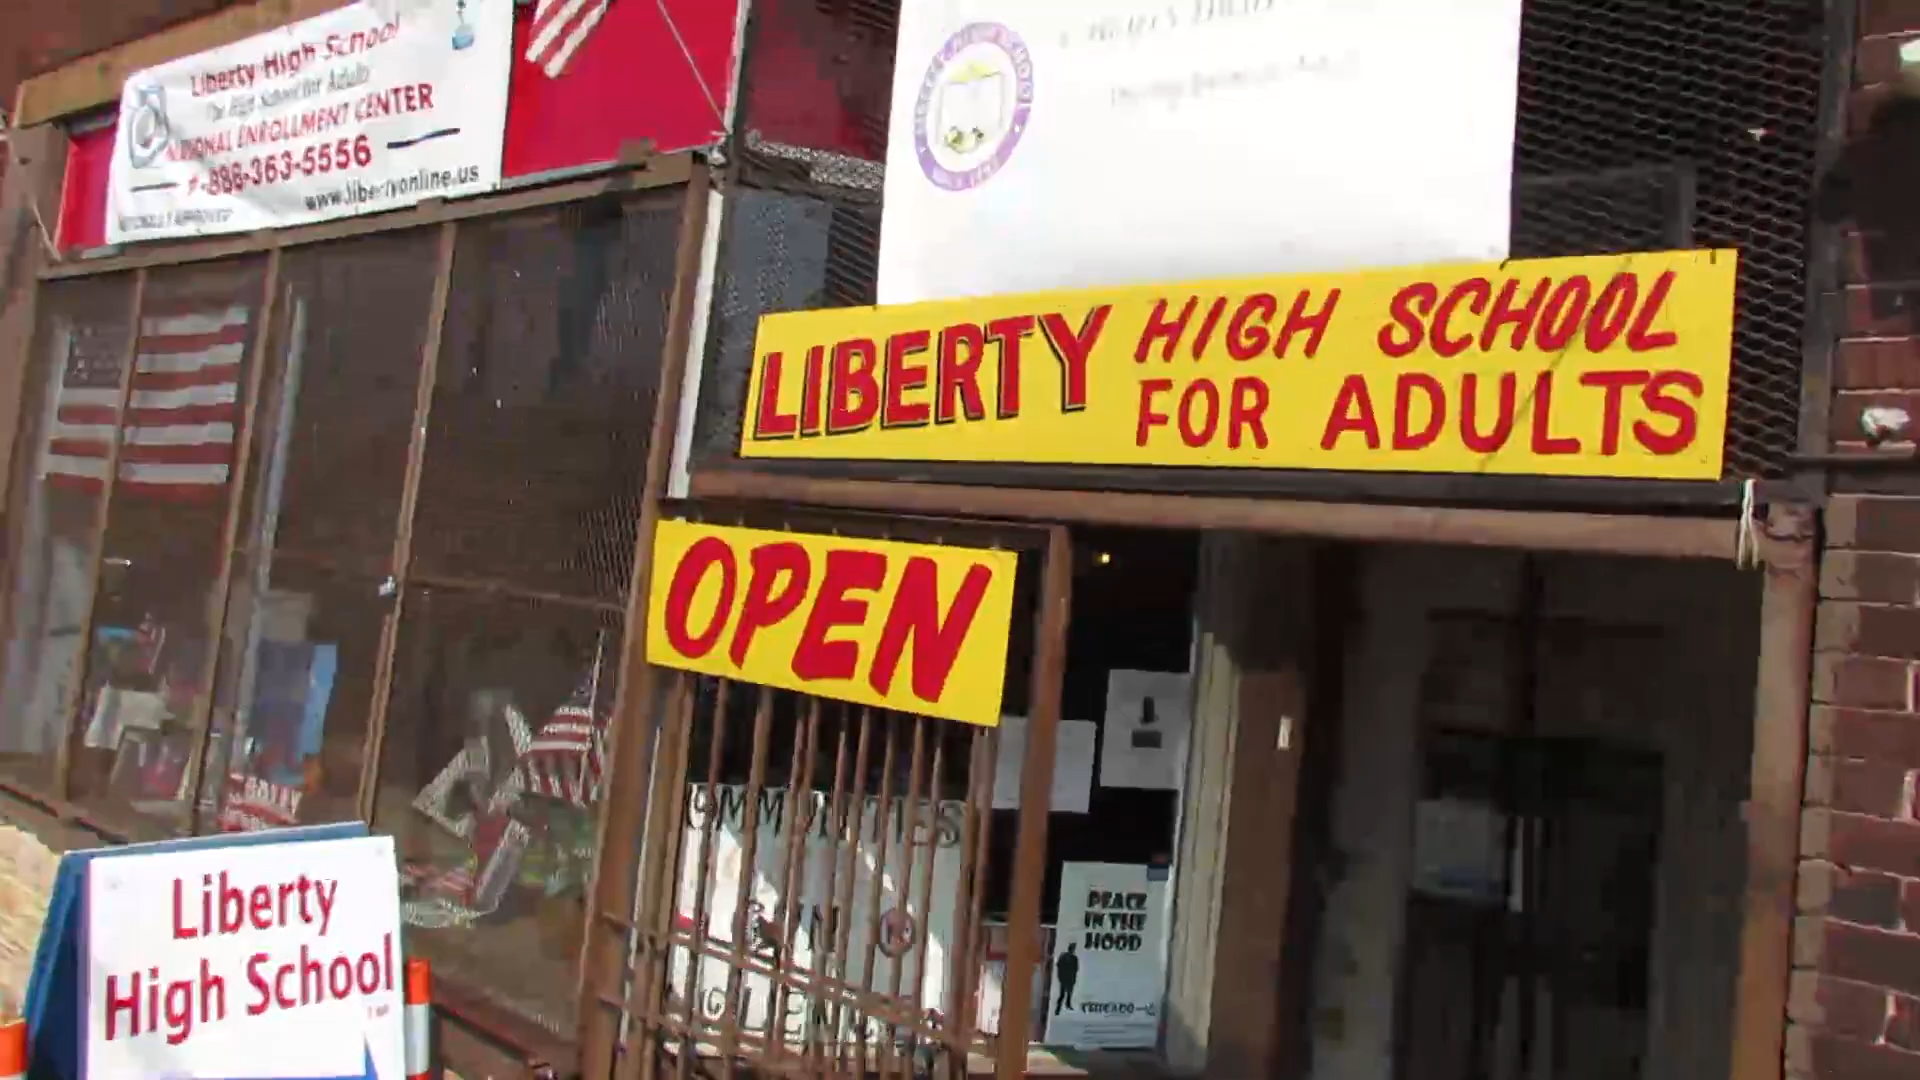 Liberty High School
The High School for Adults
ENROLLMENT CENTER
888-363-5556
www.libertyonline.us
LIBERTY HIGH SCHOOL
FOR ADULTS
OPEN
PEACE
IN THE
HOOD
CHICAGO
Liberty
High School